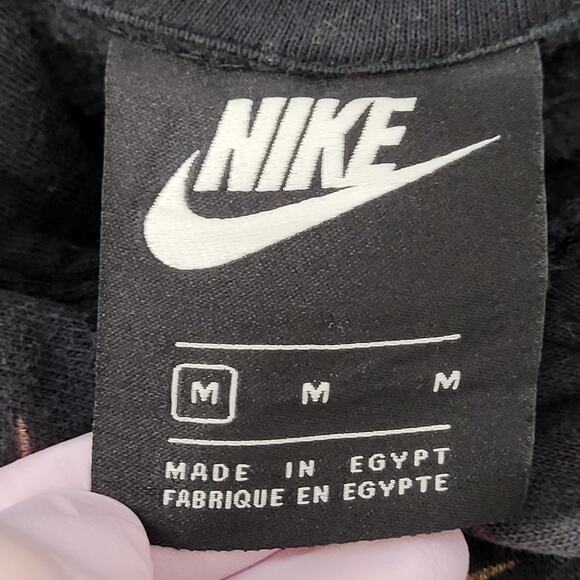 NIKE
M M M
MADE IN EGYPT
FABRIQUE EN EGYPTE